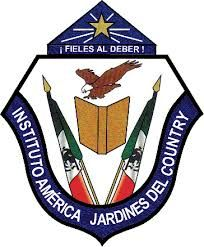 ¡ FIELES AL DEBER !
INSTITUTO AMÉRICA JARDINES DEL COUNTRY